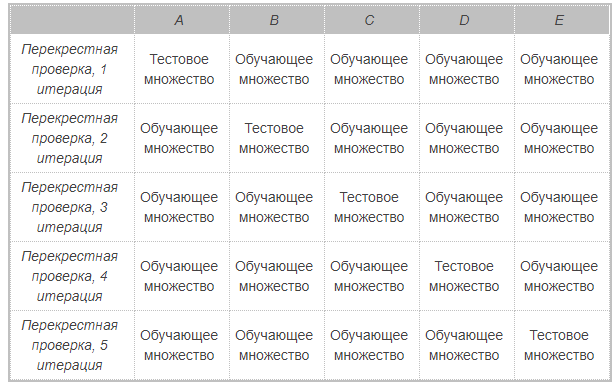 A B C D E
Перекрестная проверка, 1 итерация Тестовое множество Обучающее множество Обучающее множество Обучающее множество Обучающее множество
Перекрестная проверка, 2 итерация Обучающее множество Тестовое множество Обучающее множество Обучающее множество Обучающее множество
Перекрестная проверка, 3 итерация Обучающее множество Обучающее множество Тестовое множество Обучающее множество Обучающее множество
Перекрестная проверка, 4 итерация Обучающее множество Обучающее множество Обучающее множество Тестовое множество Обучающее множество
Перекрестная проверка, 5 итерация Обучающее множество Обучающее множество Обучающее множество Обучающее множество Тестовое множество